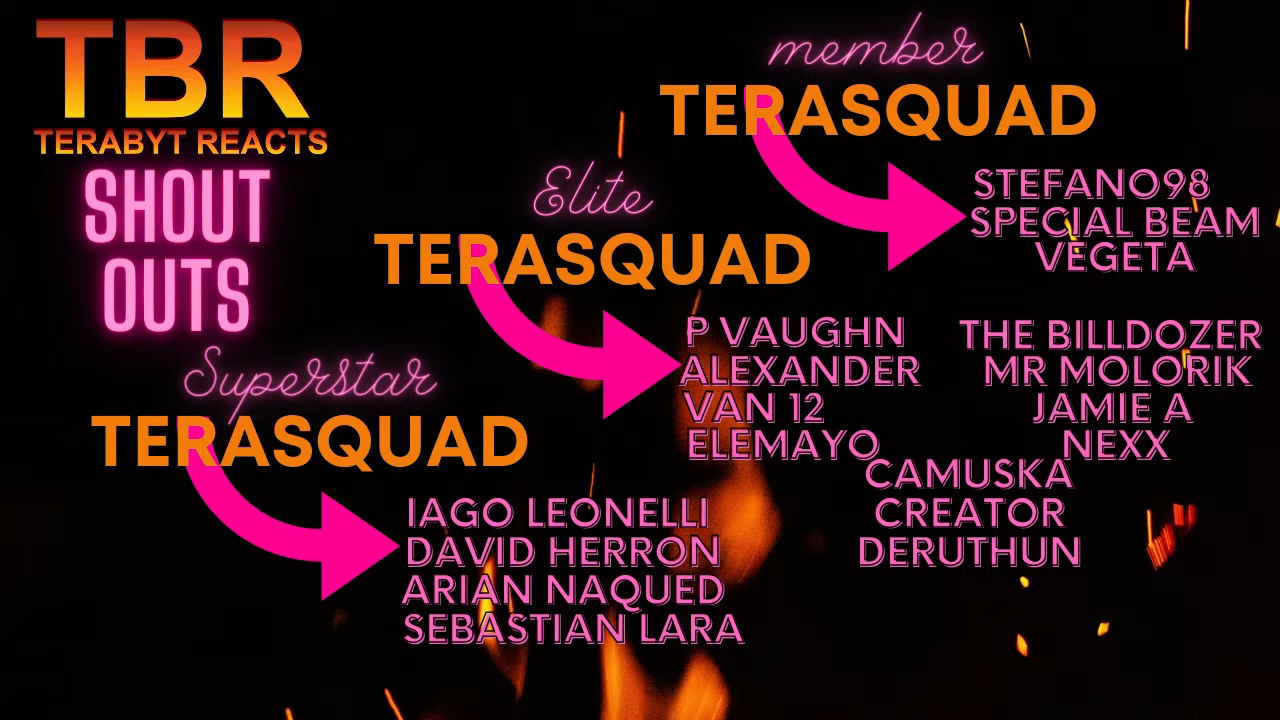 TBR
TERABYT REACTS
SHOUT
OUTS
member
TERASQUAD
STEFANO98
SPECIAL BEAM
VEGETA
Elite
TERASQUAD
P VAUGHN
ALEXANDER
VAN 12
ELEMAYO
THE BILLDOZER
MR MOLORIK
JAMIE A
NEXX
CAMUSKA
CREATOR
DERUTHUN
Superstar
TERASQUAD
IAGO LEONELLI
DAVID HERRON
ARIAN NAQUED
SEBASTIAN LARA